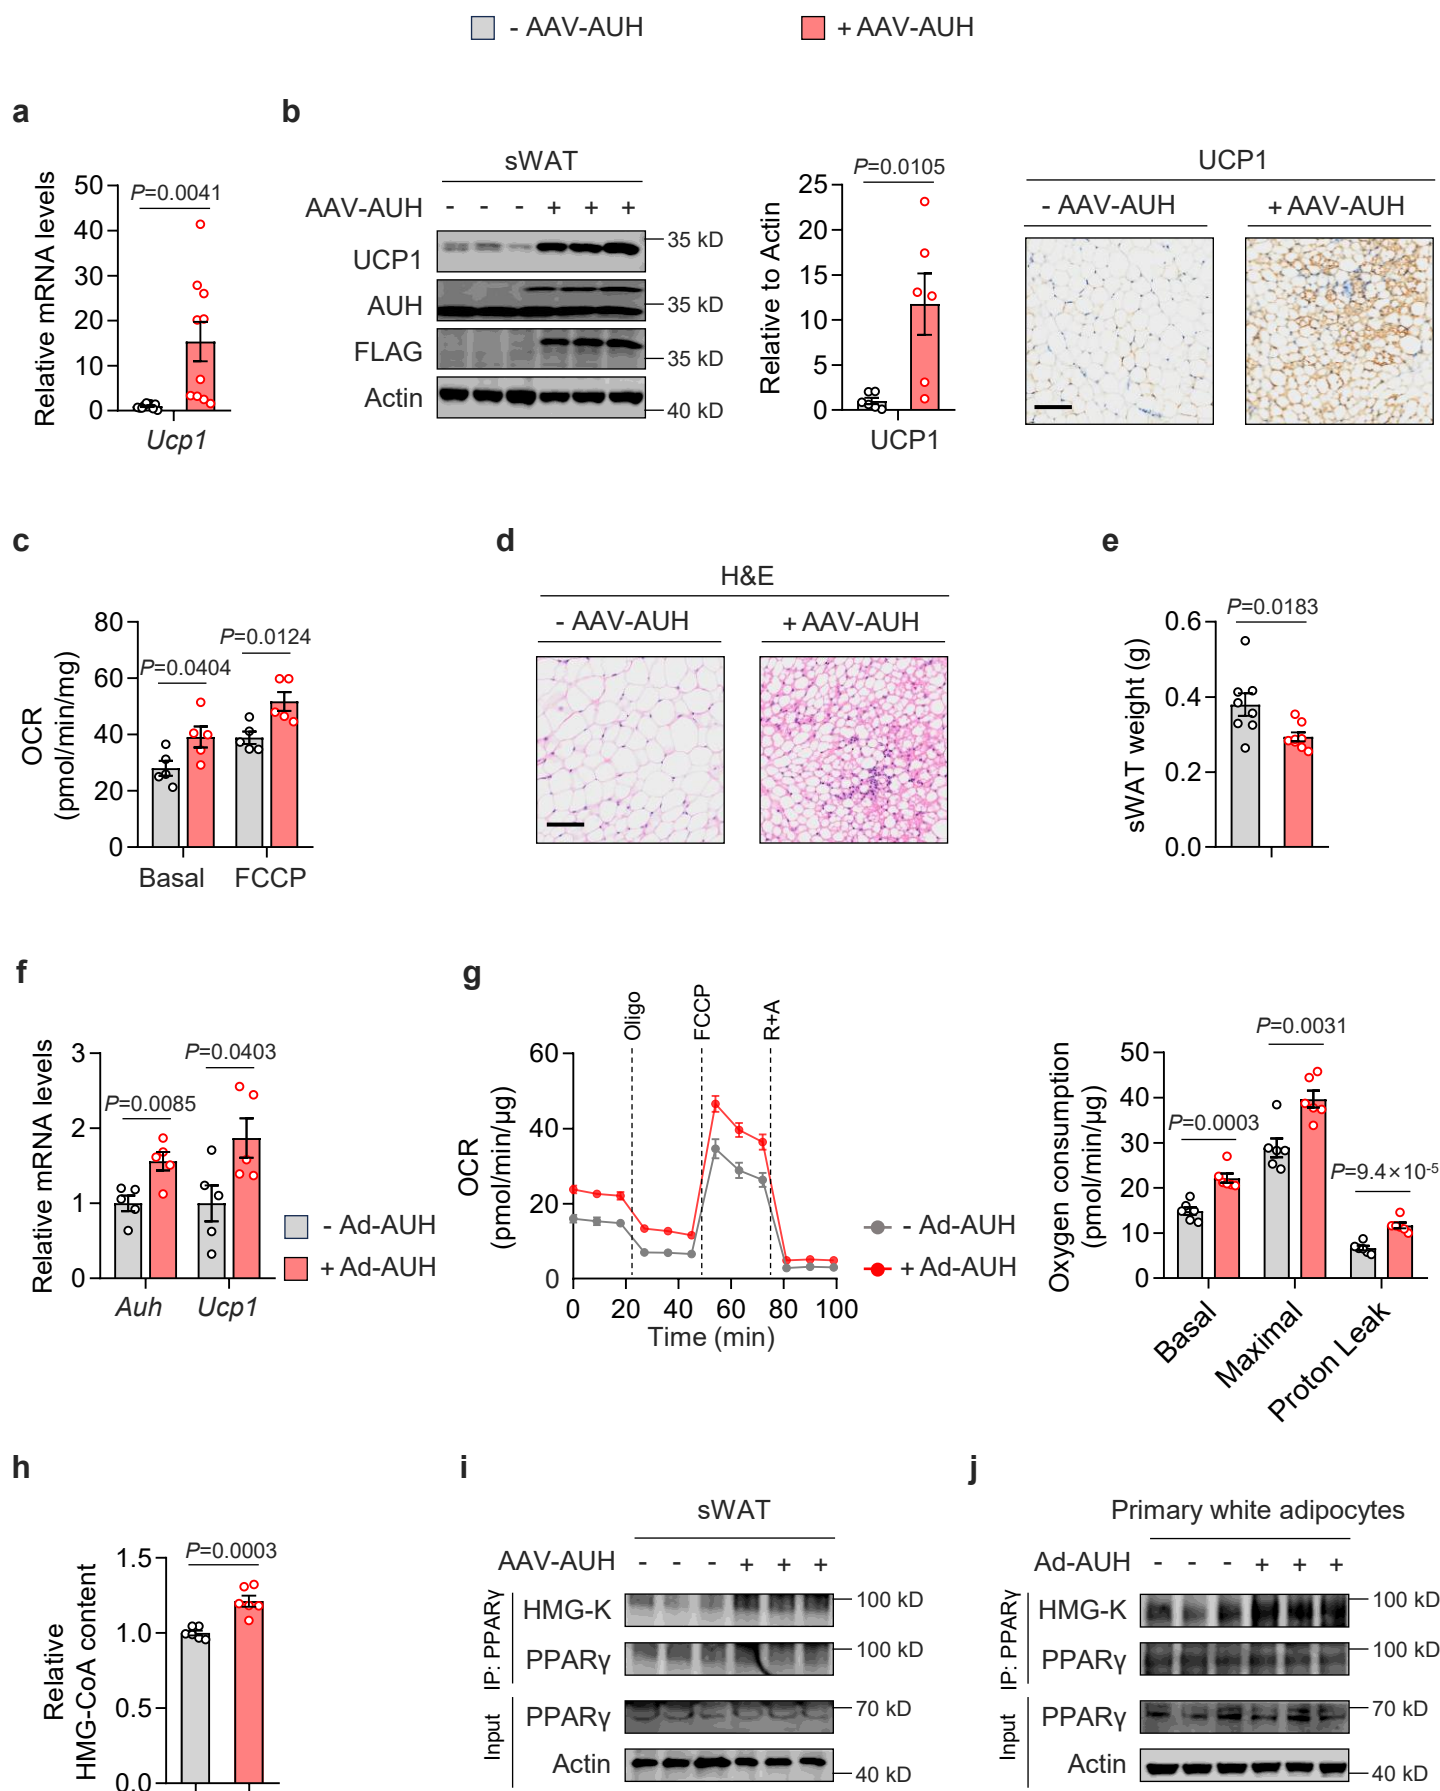 - AAV-AUH
+ AAV-AUH
a
Relative mRNA levels
50
40
30
20
10
0
P=0.0041
Ucp1
b
sWAT
AAV-AUH - - - + + +
UCP1
35 kD
AUH
35 kD
FLAG
35 kD
Actin
40 kD
Relative to Actin
25
20
15
10
5
0
P=0.0105
UCP1
UCP1
- AAV-AUH
+ AAV-AUH
c
OCR
(pmol/min/mg)
80
60
40
20
0
P=0.0404
P=0.0124
Basal
FCCP
d
H&E
- AAV-AUH
+ AAV-AUH
e
sWAT weight (g)
0.6
0.4
0.2
0.0
P=0.0183
f
Relative mRNA levels
3
2
1
0
P=0.0085
P=0.0403
Auh
Ucp1
- Ad-AUH
+ Ad-AUH
g
OCR
(pmol/min/µg)
60
40
20
0
Oligo
FCCP
R+A
0 20 40 60 80 100
Time (min)
- Ad-AUH
+ Ad-AUH
Oxygen consumption
(pmol/min/µg)
50
40
30
20
10
0
P=0.0003
P=0.0031
P=9.4×10-5
Basal
Maximal
Proton Leak
h
Relative
HMG-CoA content
1.5
1.0
0.5
0.0
P=0.0003
i
sWAT
AAV-AUH - - - + + +
IP: PPARγ
HMG-K
100 kD
PPARγ
100 kD
Input
PPARγ
70 kD
Actin
40 kD
j
Primary white adipocytes
Ad-AUH - - - + + +
IP: PPARγ
HMG-K
100 kD
PPARγ
100 kD
Input
PPARγ
70 kD
Actin
40 kD